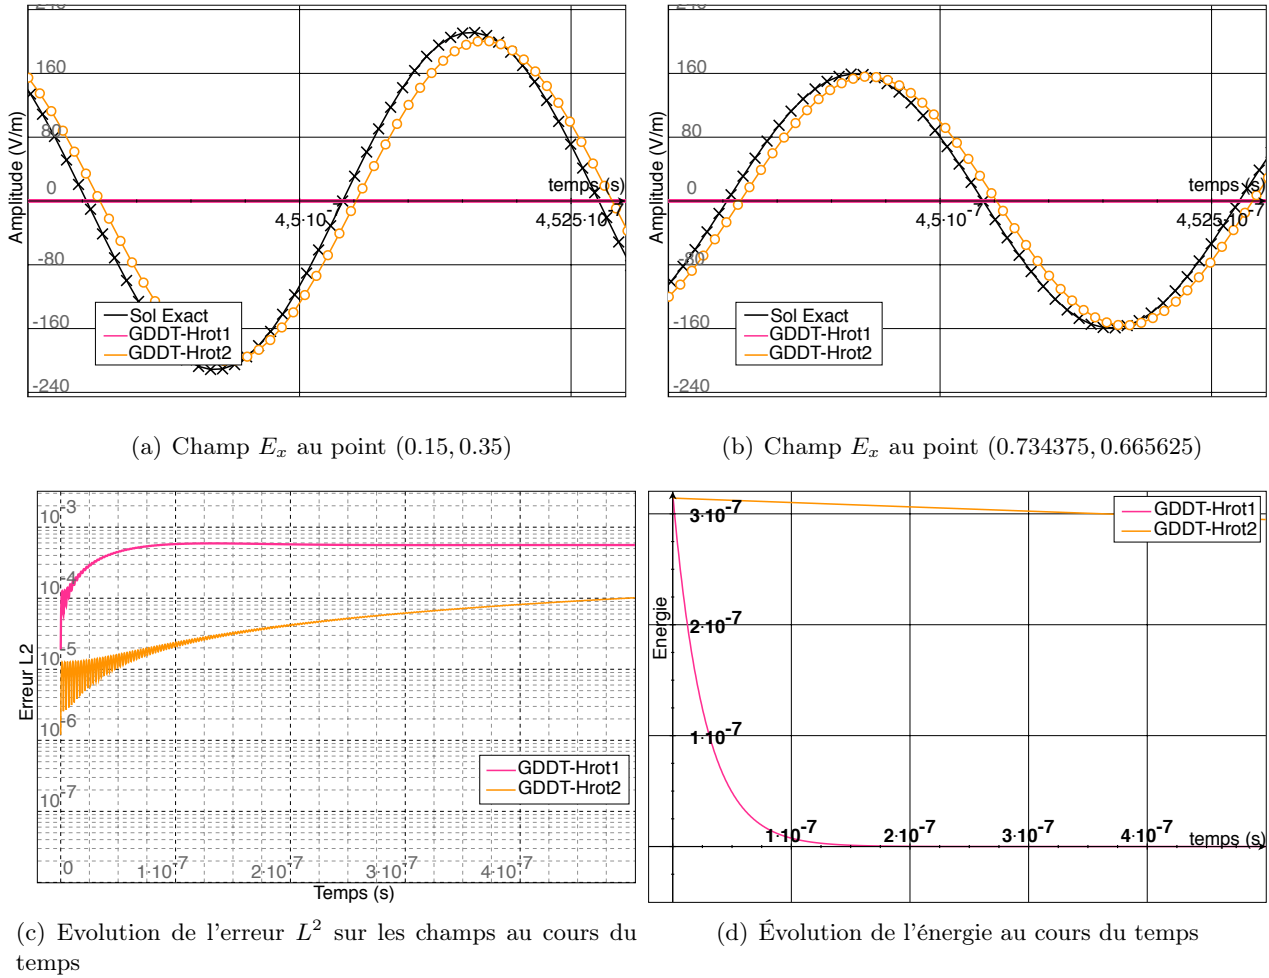 240
160
80
0
-80
-160
-240
Amplitude (V/m)
temps (s)
4,5·10-7
4,525·10-7
Sol Exact
GDDT-Hrot1
GDDT-Hrot2
240
160
80
0
-80
-160
-240
Amplitude (V/m)
temps (s)
4,5·10-7
4,525·10-7
Sol Exact
GDDT-Hrot1
GDDT-Hrot2
(a) Champ Ex au point (0.15, 0.35)
(b) Champ Ex au point (0.734375, 0.665625)
10-3
10-4
10-5
10-6
10-7
0
Erreur L2
1·10-7
2·10-7
3·10-7
4·10-7
Temps (s)
GDDT-Hrot1
GDDT-Hrot2
3·10-7
2·10-7
1·10-7
Energie
1·10-7
2·10-7
3·10-7
4·10-7
temps (s)
GDDT-Hrot1
GDDT-Hrot2
(c) Evolution de l'erreur L2 sur les champs au cours du
temps
(d) Évolution de l'énergie au cours du temps